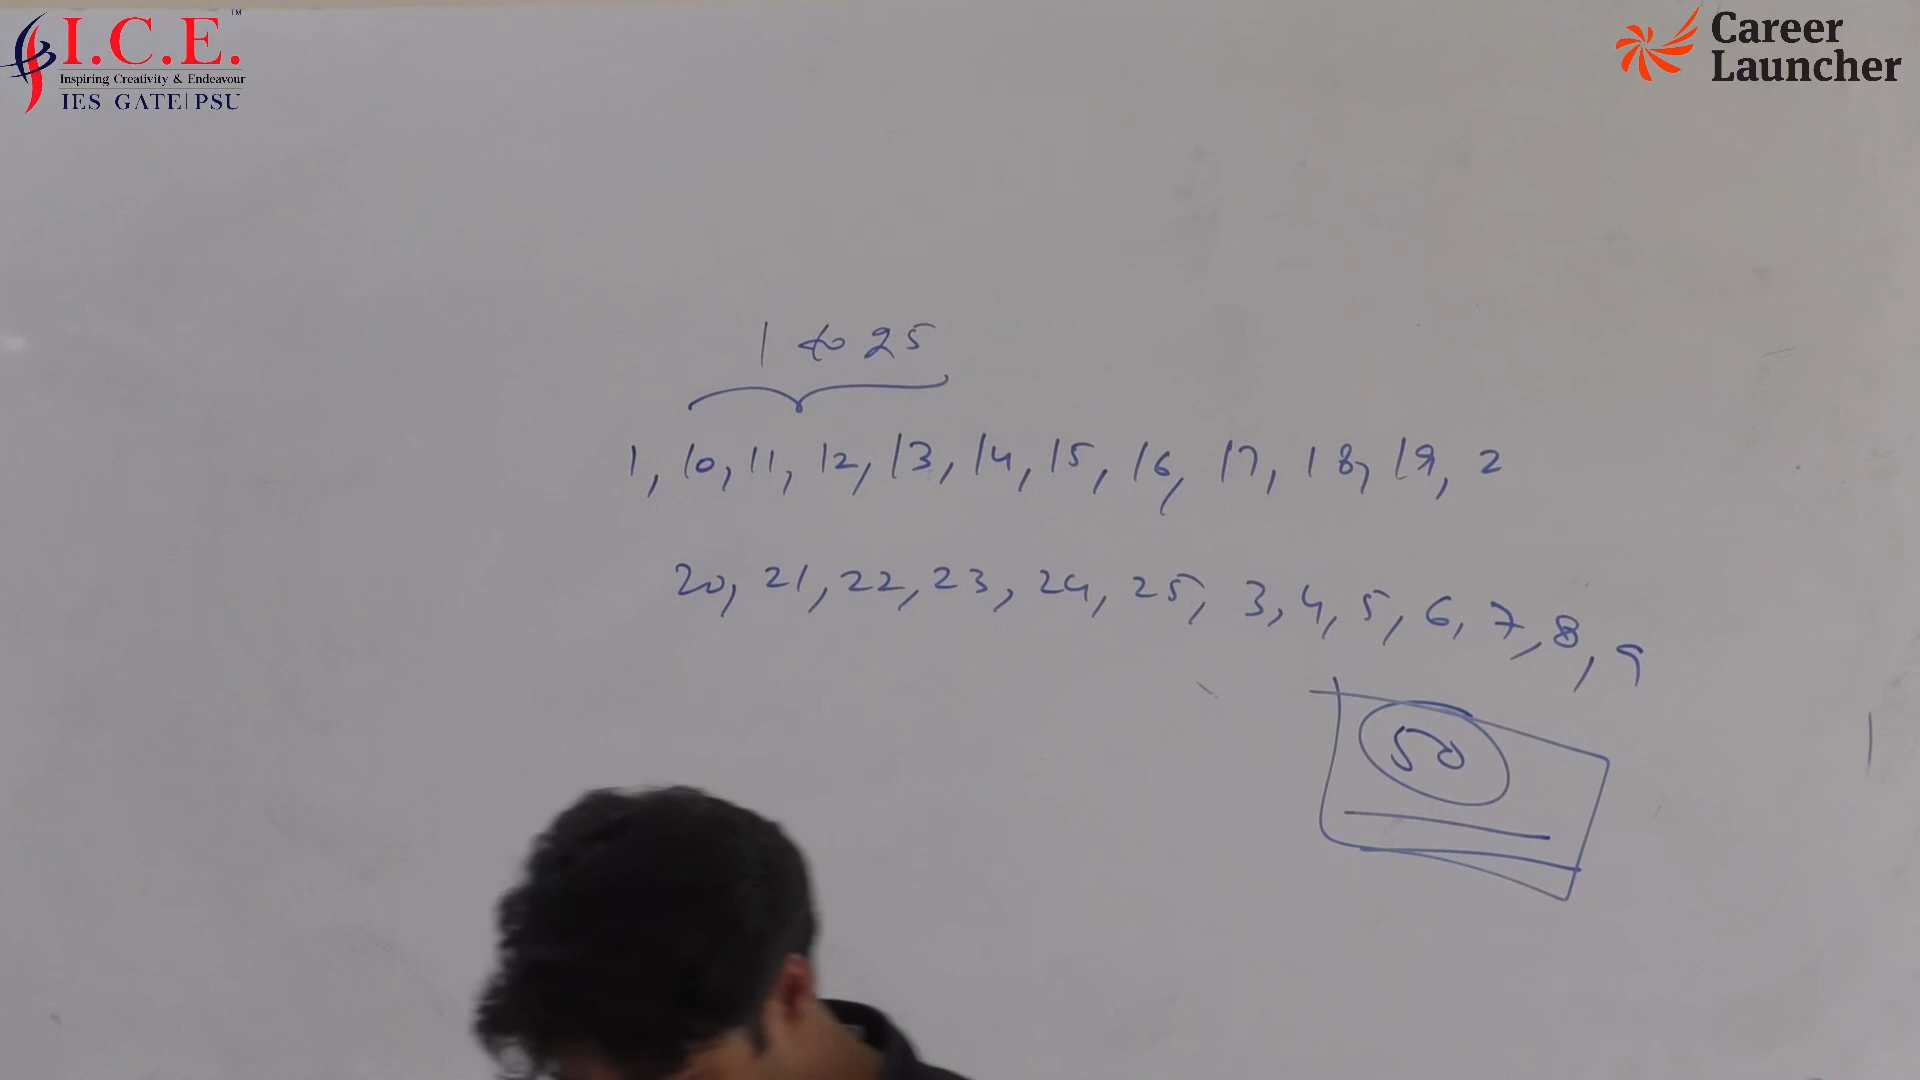 I.C.E.™
Inspiring Creativity & Endeavour
IES GATE|PSU
Career
Launcher
1 to 25
1, 10, 11, 12, 13, 14, 15, 16, 17, 18, 19, 2
20, 21, 22, 23, 24, 25, 3, 4, 5, 6, 7, 8, 9
50